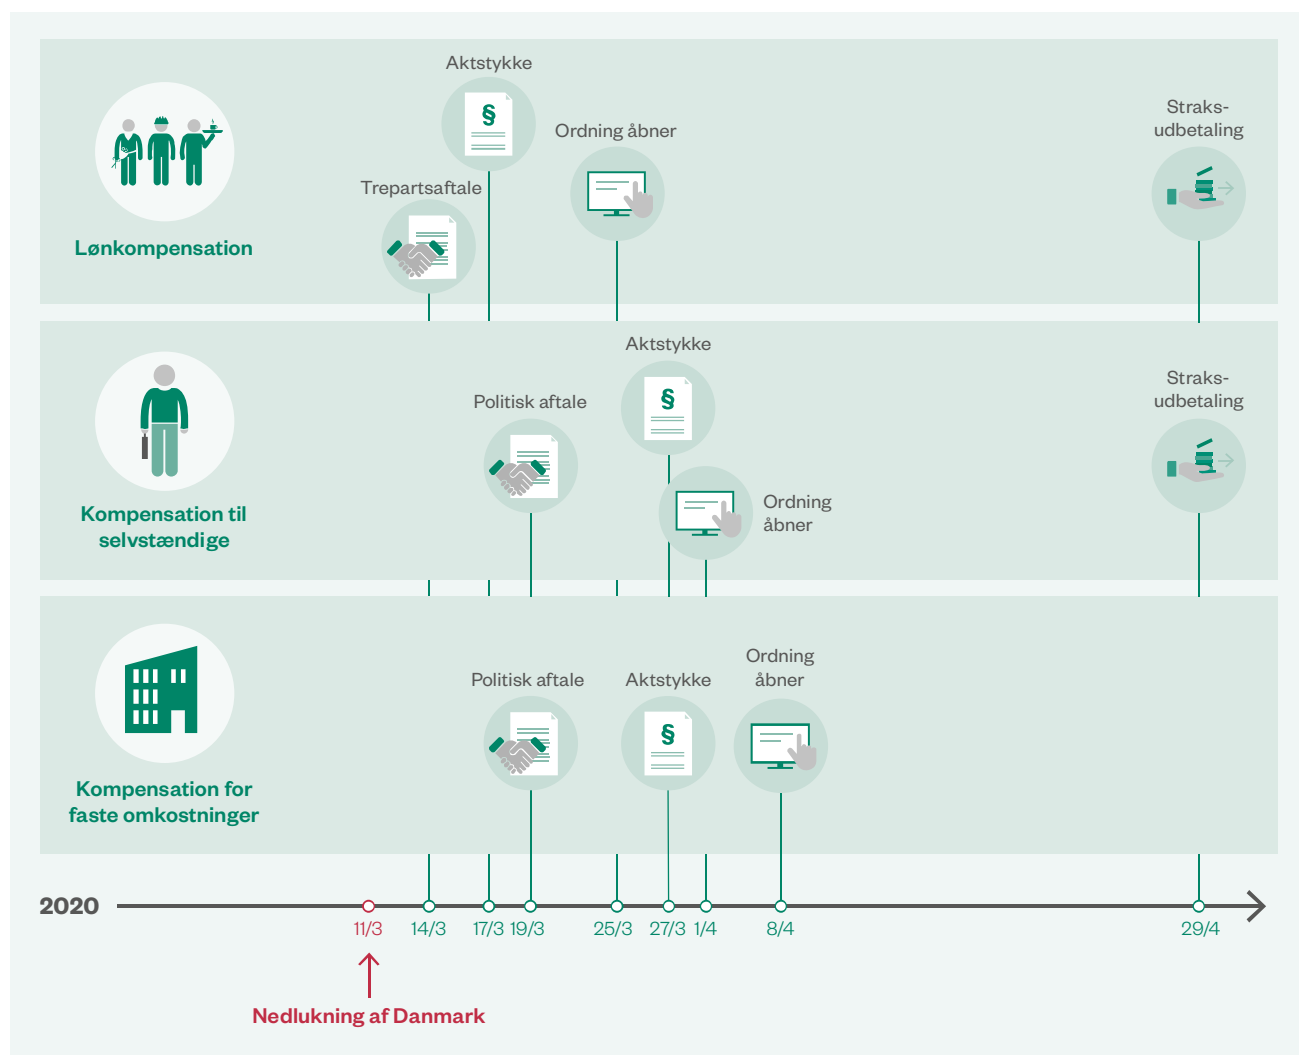 Aktstykke
§
Ordning åbner
Trepartsaftale
Straks-
udbetaling
Lønkompensation
Aktstykke
§
Politisk aftale
Ordning
åbner
Straks-
udbetaling
Kompensation til
selvstændige
Politisk aftale
Aktstykke
§
Ordning
åbner
Kompensation for
faste omkostninger
2020
11/3
14/3
17/3
19/3
25/3
27/3
1/4
8/4
29/4
Nedlukning af Danmark